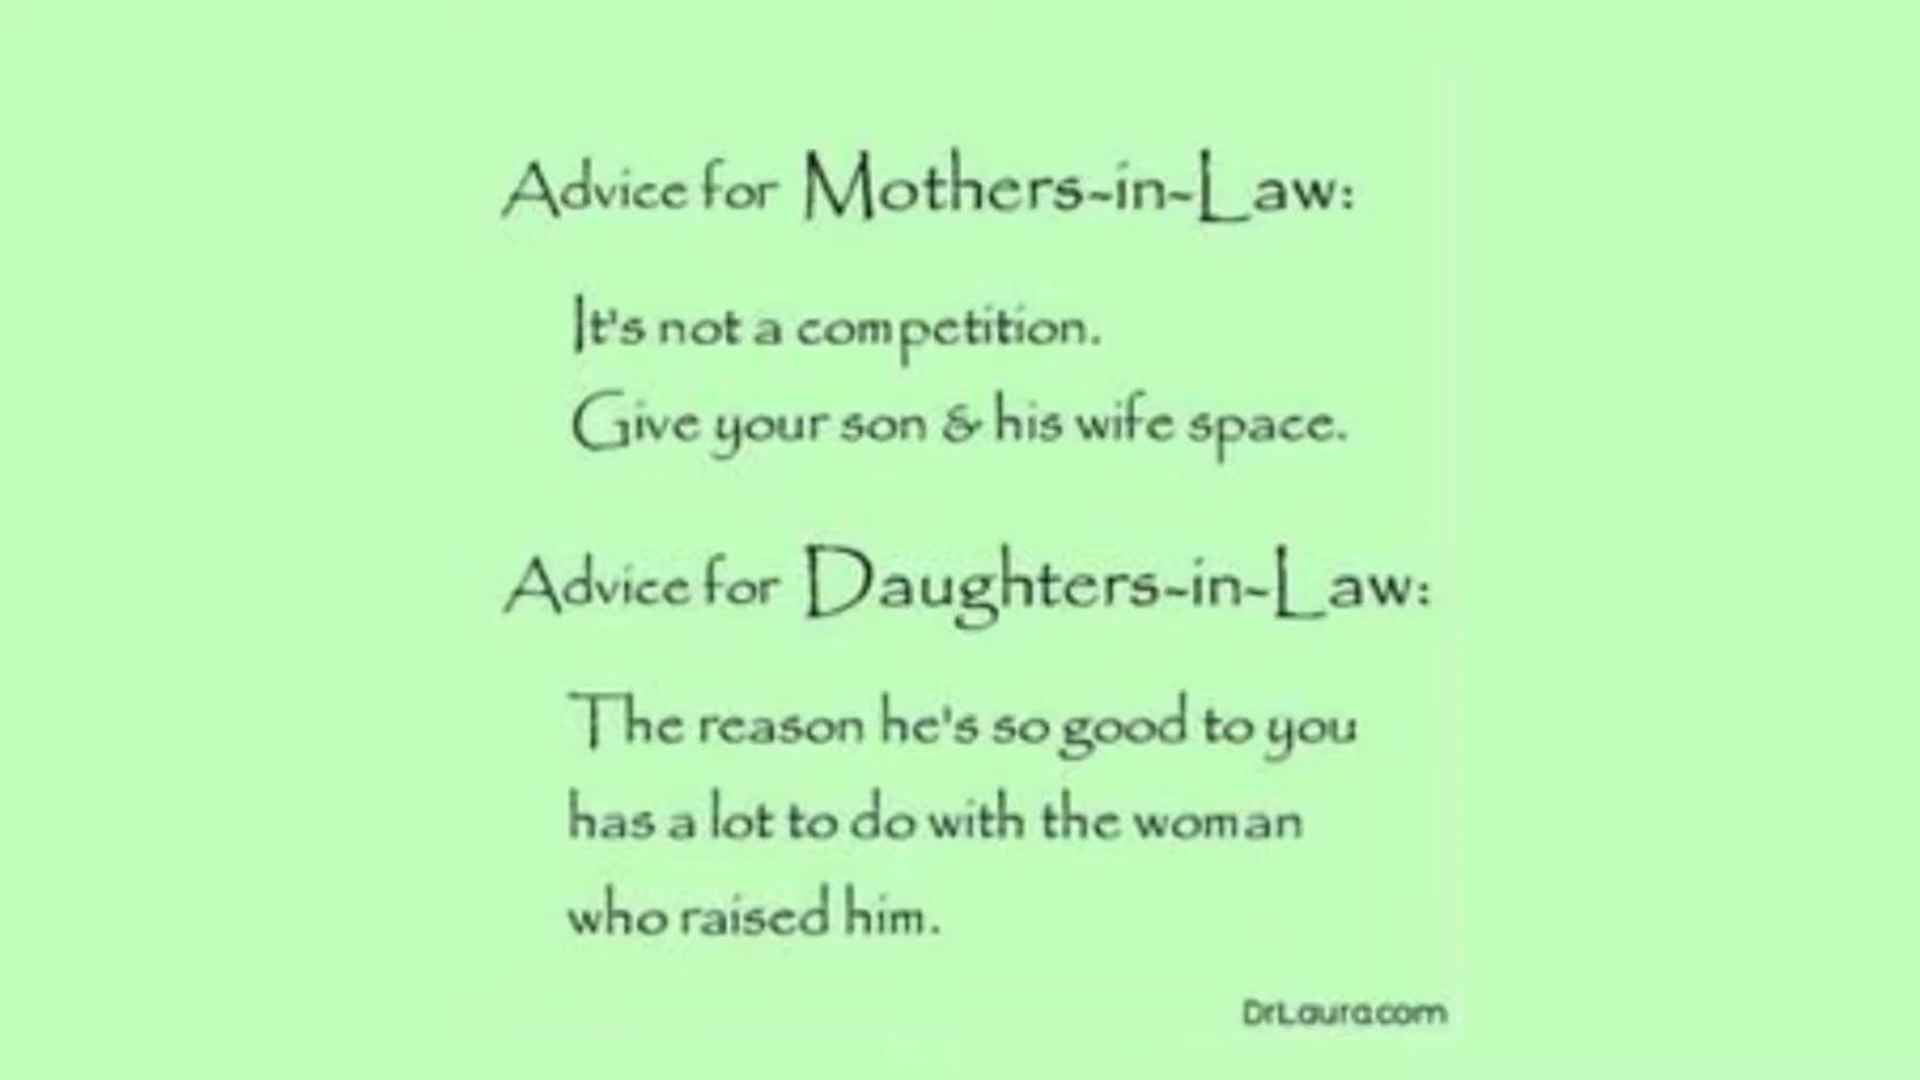 Advice for Mothers-in-Law:
It's not a competition.
Give your son & his wife space.
Advice for Daughters-in-Law:
The reason he's so good to you
has a lot to do with the woman
who raised him.
DrLaura.com